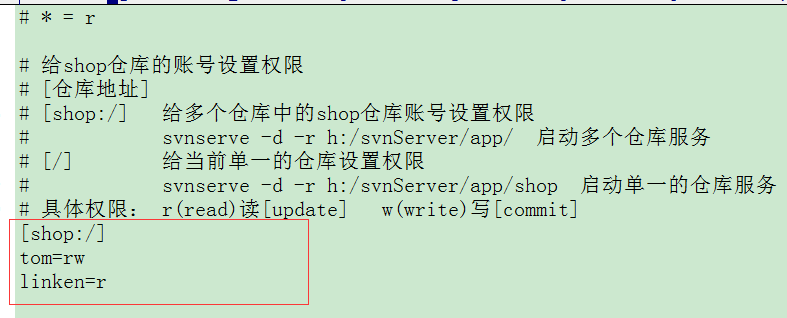 # * = r
# 给shop仓库的账号设置权限
# [仓库地址]
# [shop:/]   给多个仓库中的shop仓库账号设置权限
#            svnserve -d -r h:/svnServer/app/  启动多个仓库服务
# [/]        给当前单一的仓库设置权限
#            svnserve -d -r h:/svnServer/app/shop  启动单一的仓库服务
# 具体权限： r(read)读[update]   w(write)写[commit]
[shop:/]
tom=rw
linken=r